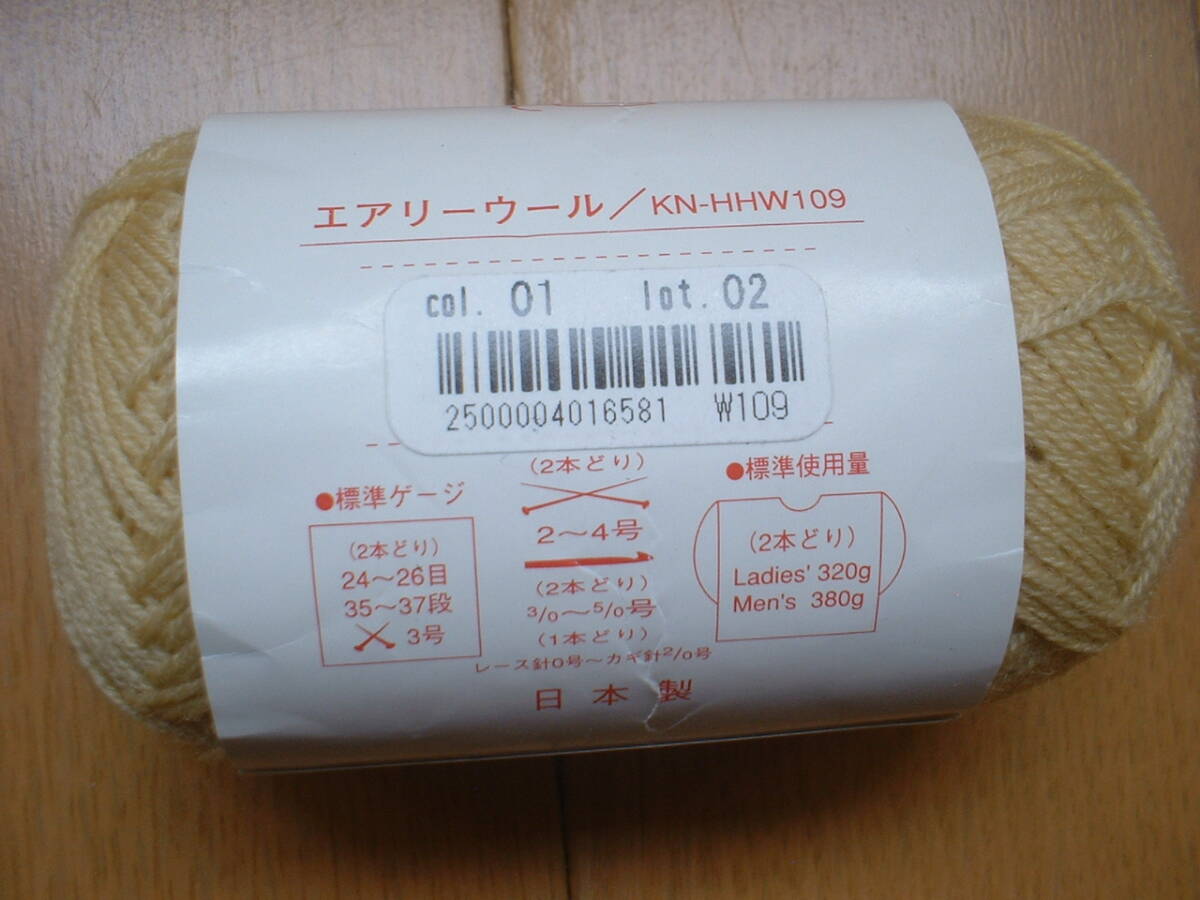 エアリーウール／KN-HHW109
col. 01 lot. 02
2500004016581 W109
●標準ゲージ
(2本どり)
24～26目
35～37段
3号
(2本どり)
2～4号
(2本どり)
3/0～5/0号
(1本どり)
レース針0号～カギ針2/0号
●標準使用量
(2本どり)
Ladies' 320g
Men's 380g
日本製